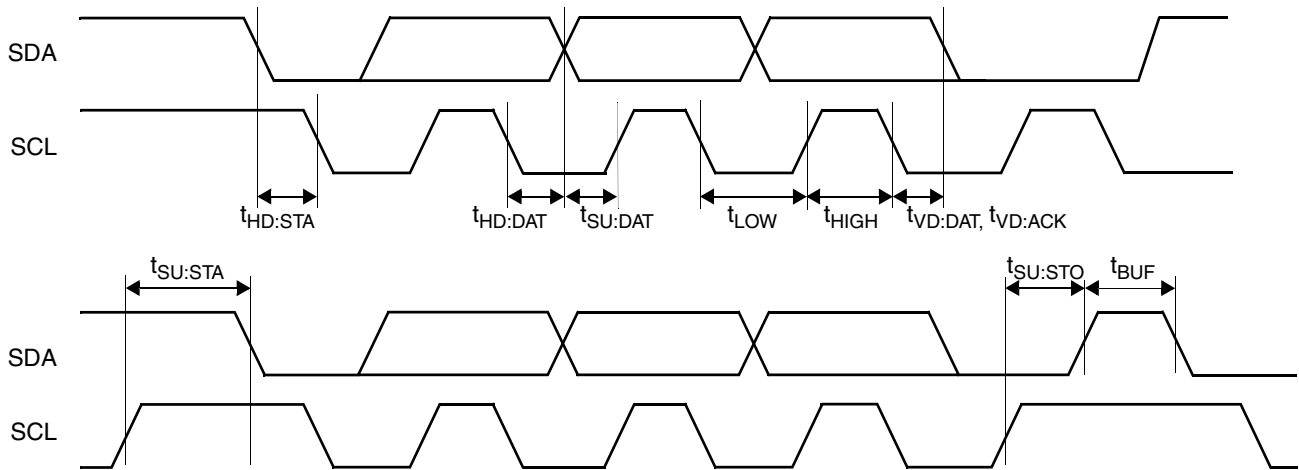 SDA
SCL
tHD:STA tHD:DAT tSU:DAT tLOW tHIGH tVD:DAT, tVD:ACK
tSU:STA tSU:STO tBUF
SDA
SCL